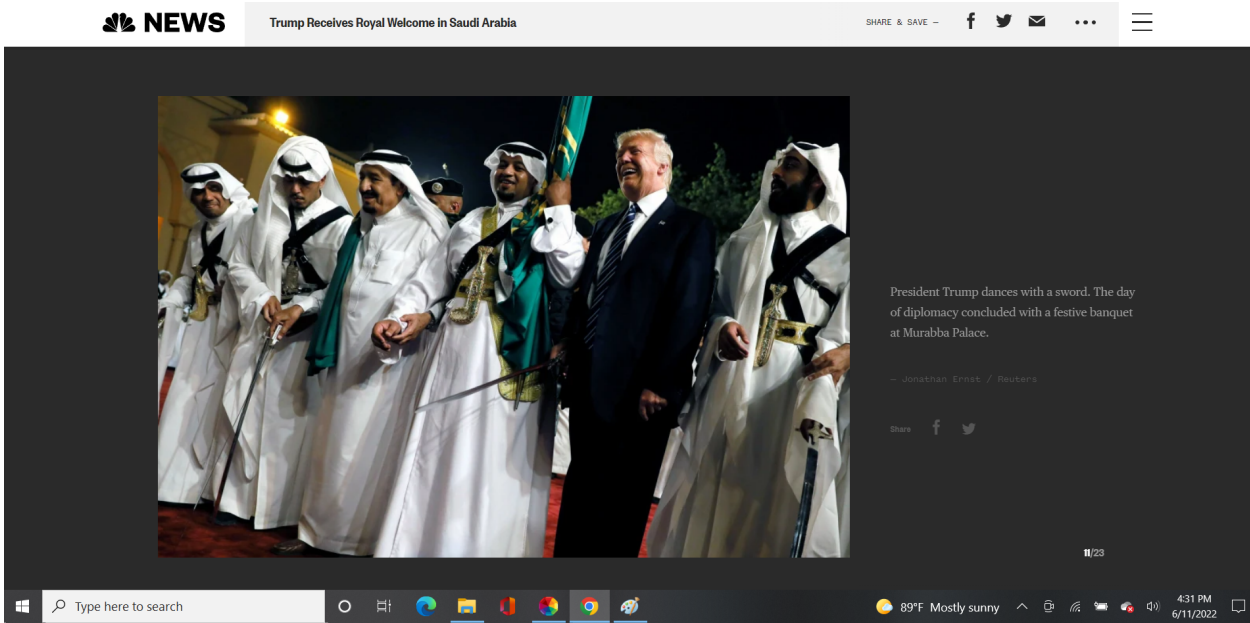 NEWS
Trump Receives Royal Welcome in Saudi Arabia
SHARE & SAVE —
President Trump dances with a sword. The day
of diplomacy concluded with a festive banquet
at Murabba Palace.
— Jonathan Ernst / Reuters
Share
11/23
Type here to search
89°F Mostly sunny
4:31 PM
6/11/2022